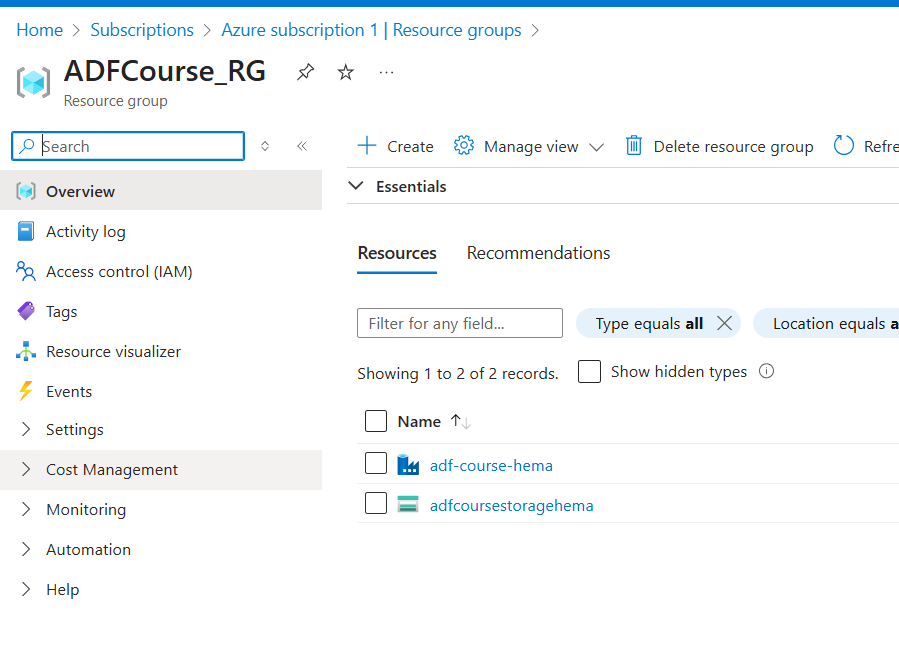 Home > Subscriptions > Azure subscription 1 | Resource groups >
ADFCourse_RG
...
Resource group
Search
Overview
Activity log
Access control (IAM)
Tags
Resource visualizer
Events
Settings
Cost Management
Monitoring
Automation
Help
+ Create Manage view Delete resource group Refre
Essentials
Resources Recommendations
Filter for any field... Type equals all Location equals a
Showing 1 to 2 of 2 records. Show hidden types
Name ↑↓
adf-course-hema
adfcoursestoragehema